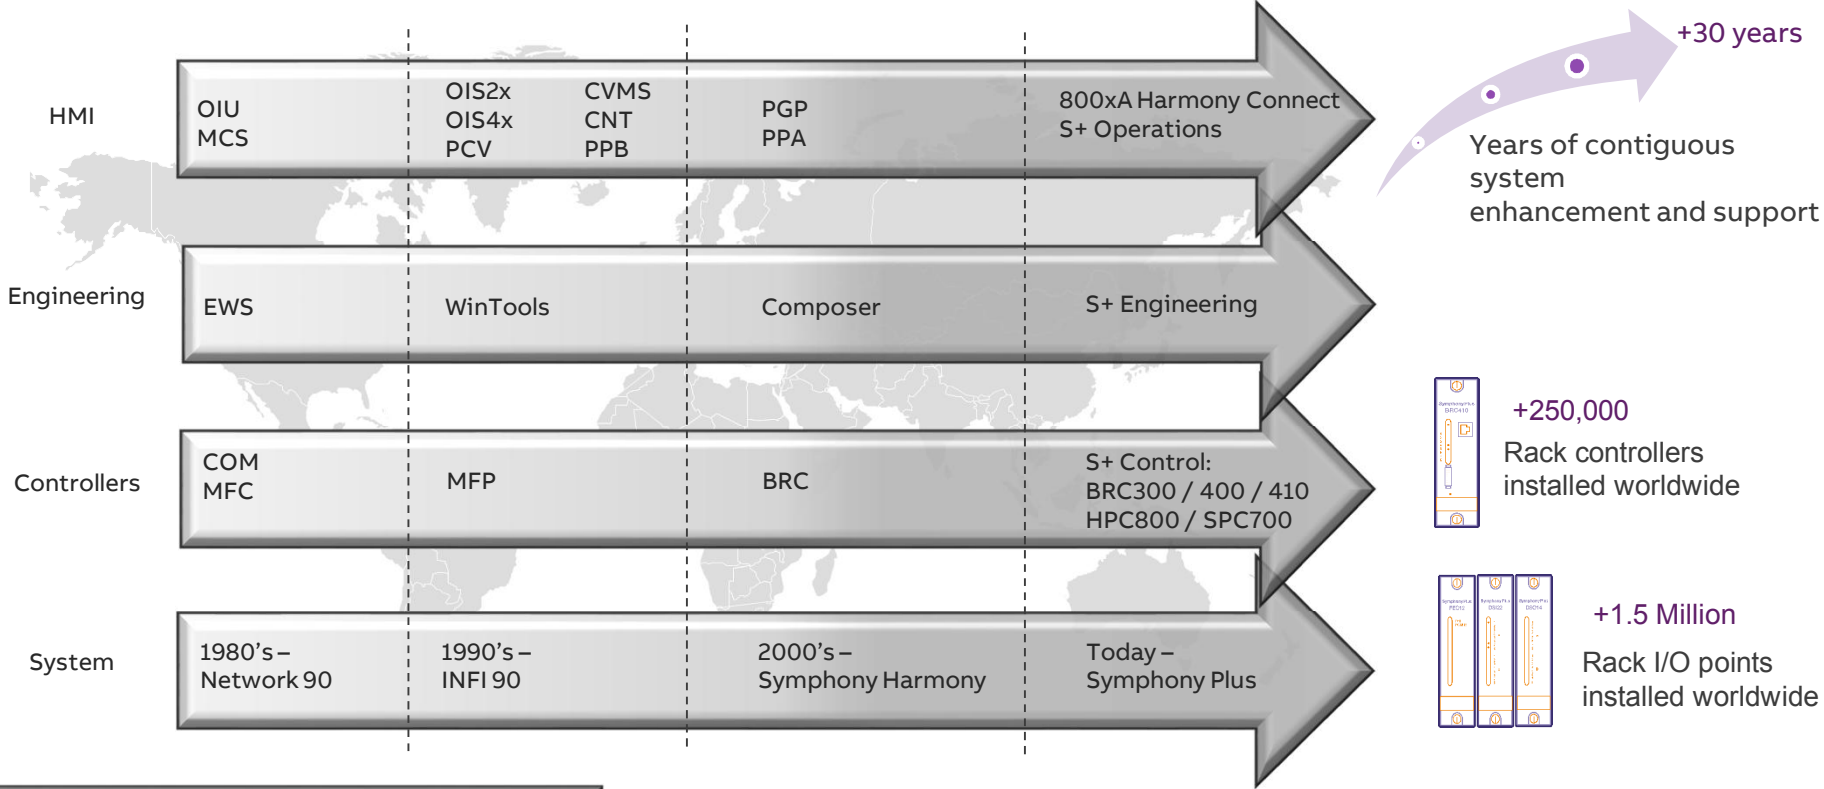 +30 years
HMI
OIU
MCS
OIS2x
OIS4x
PCV
CVMS
CNT
PPB
PGP
PPA
800xA Harmony Connect
S+ Operations
Years of contiguous
system
enhancement and support
Engineering
EWS
WinTools
Composer
S+ Engineering
Controllers
COM
MFC
MFP
BRC
S+ Control:
BRC300 / 400 / 410
HPC800 / SPC700
BRC410
+250,000
Rack controllers
installed worldwide
System
1980's –
Network 90
1990's –
INFI 90
2000's –
Symphony Harmony
Today –
Symphony Plus
+1.5 Million
Rack I/O points
installed worldwide